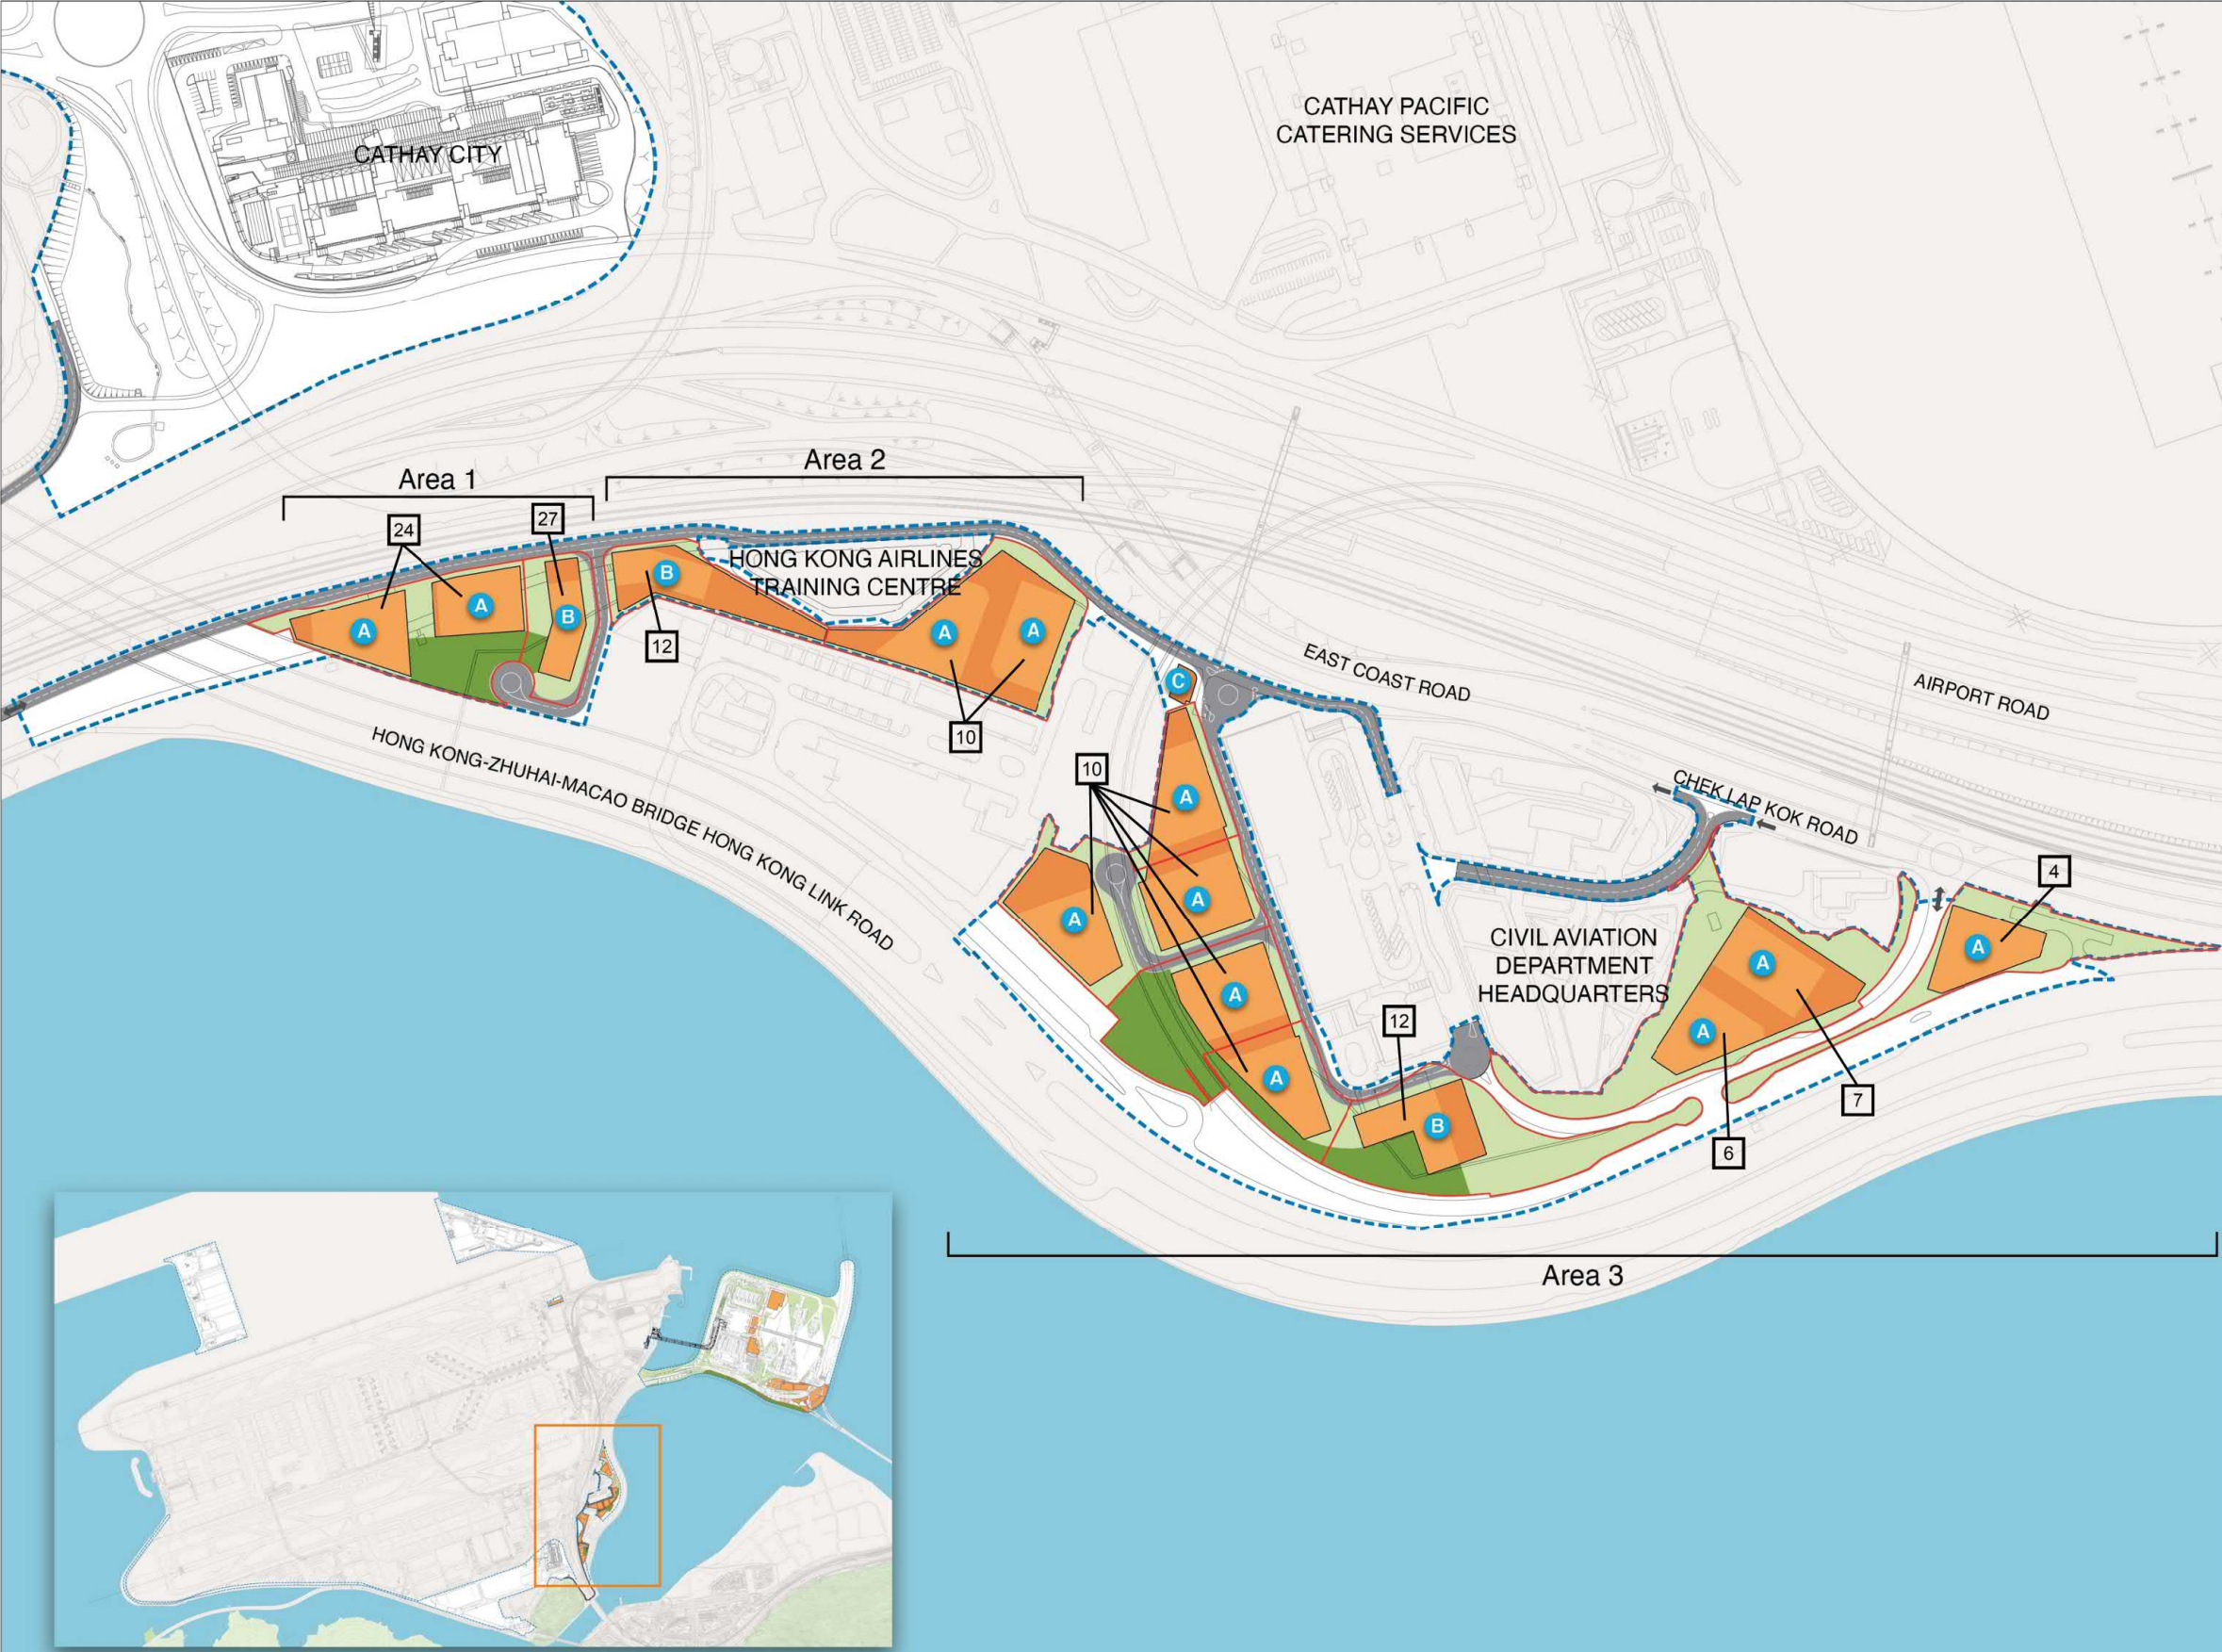 CATHAY PACIFIC
CATERING SERVICES
CATHAY CITY
Area 2
Area 1
24
27
HONG KONG AIRLINES
TRAINING CENTRE
B
A
B
A
12
A
A
10
C
EAST COAST ROAD
AIRPORT ROAD
HONG KONG-ZHUHAI-MACAO BRIDGE HONG KONG LINK ROAD
10
CHEK LAP KOK ROAD
A
A
A
A
A
4
A
CIVIL AVIATION
DEPARTMENT
HEADQUARTERS
A
A
12
B
7
6
Area 3